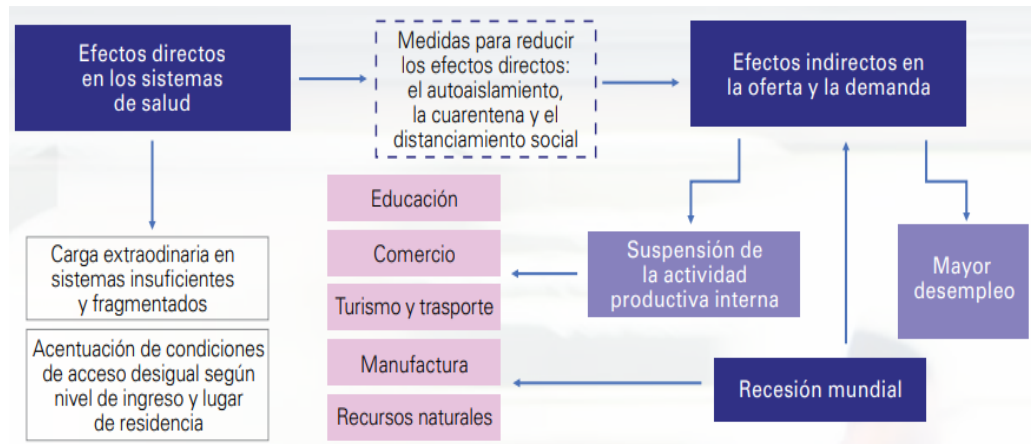 Efectos directos
en los sistemas
de salud
Medidas para reducir
los efectos directos:
el autoaislamiento,
la cuarentena y el
distanciamiento social
Efectos indirectos en
la oferta y la demanda
Carga extraodinaria en
sistemas insuficientes
y fragmentados
Acentuación de condiciones
de acceso desigual según
nivel de ingreso y lugar
de residencia
Educación
Comercio
Turismo y trasporte
Manufactura
Recursos naturales
Suspensión de
la actividad
productiva interna
Mayor
desempleo
Recesión mundial